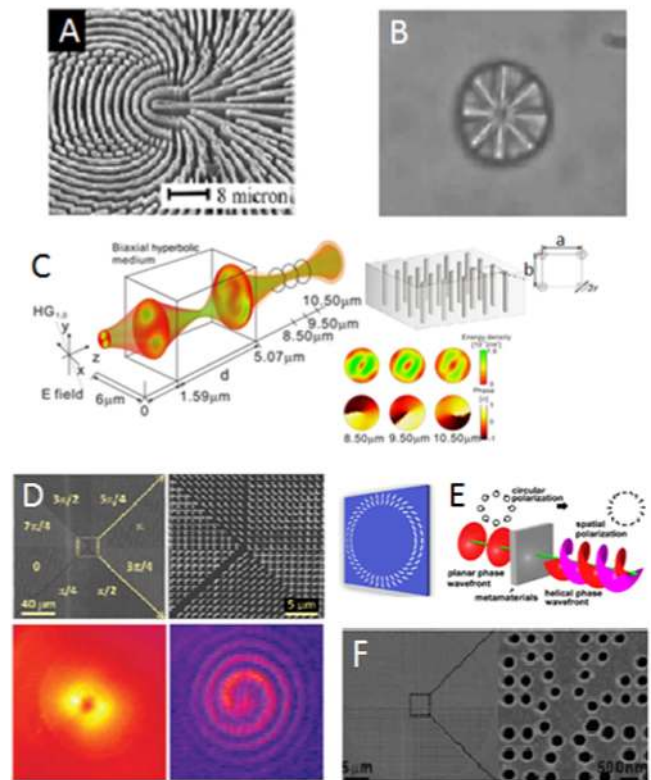 A
8 micron
B
C
Biaxial hyperbolic
medium
HG1,0
y
z
x
E field
6μm
0
1.59μm
d
5.07μm
8.50μm
9.50μm
10.50μm
a
b
2r
Energy density
Phase
8.50μm 9.50μm 10.50μm
D
3π/2 5π/4
7π/4 π
0 3π/4
π/4 π/2
40 μm
5 μm
E
circular
polarization
spatial
polarization
planar phase
wavefront
metamaterials
helical phase
wavefront
F
5μm
500nm